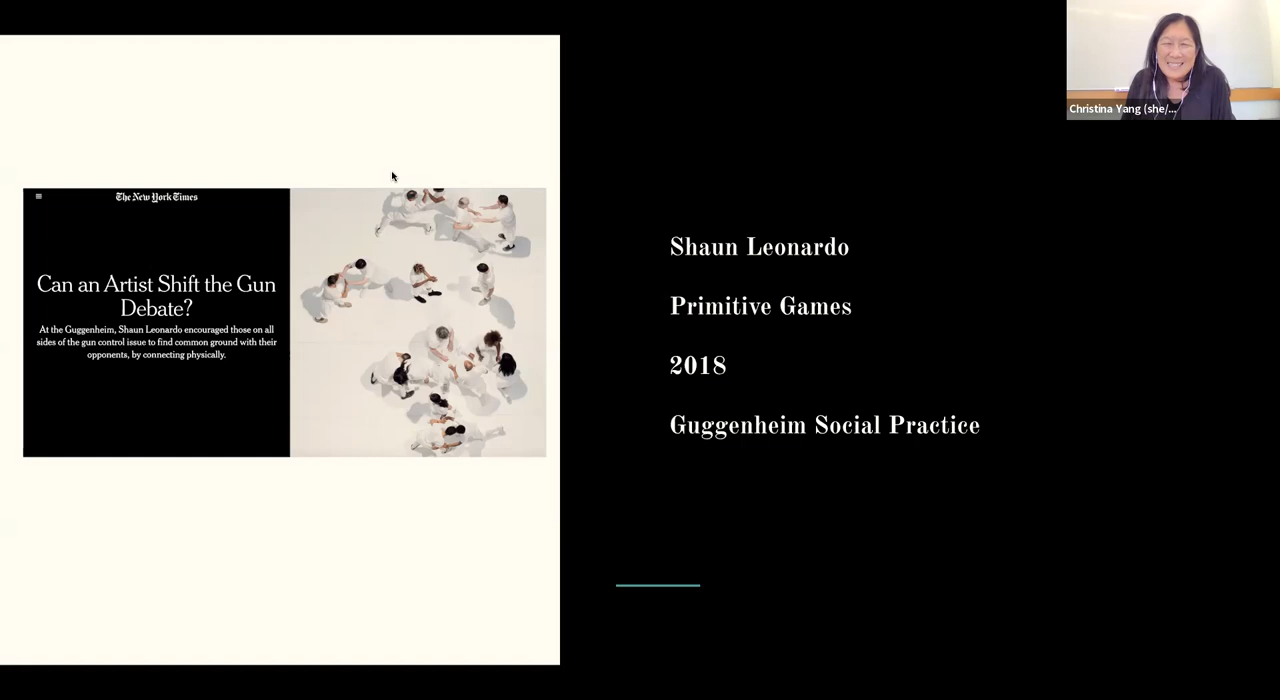 The New York Times
Can an Artist Shift the Gun
Debate?
At the Guggenheim, Shaun Leonardo encouraged those on all
sides of the gun control issue to find common ground with their
opponents, by connecting physically.
Shaun Leonardo
Primitive Games
2018
Guggenheim Social Practice
Christina Yang (she/...